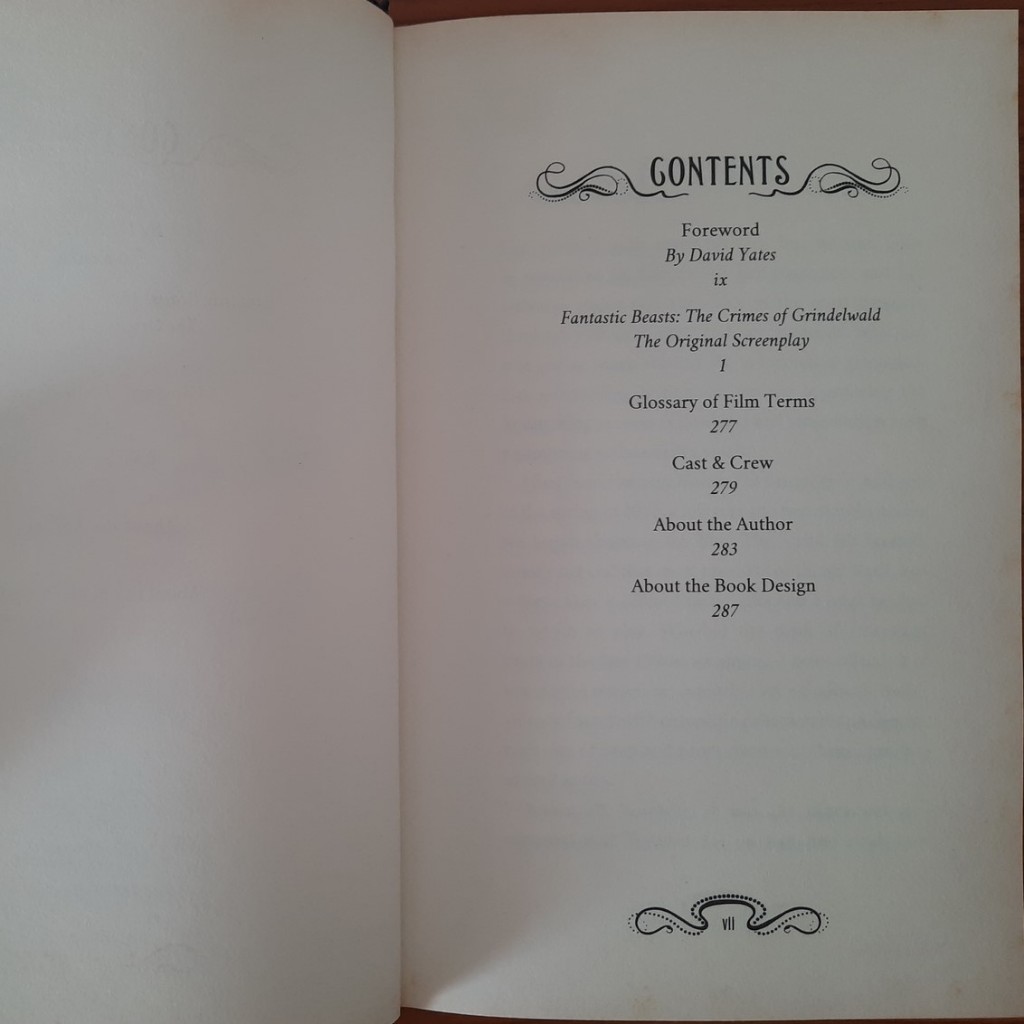 CONTENTS
Foreword
By David Yates
ix
Fantastic Beasts: The Crimes of Grindelwald
The Original Screenplay
1
Glossary of Film Terms
277
Cast & Crew
279
About the Author
283
About the Book Design
287
vii